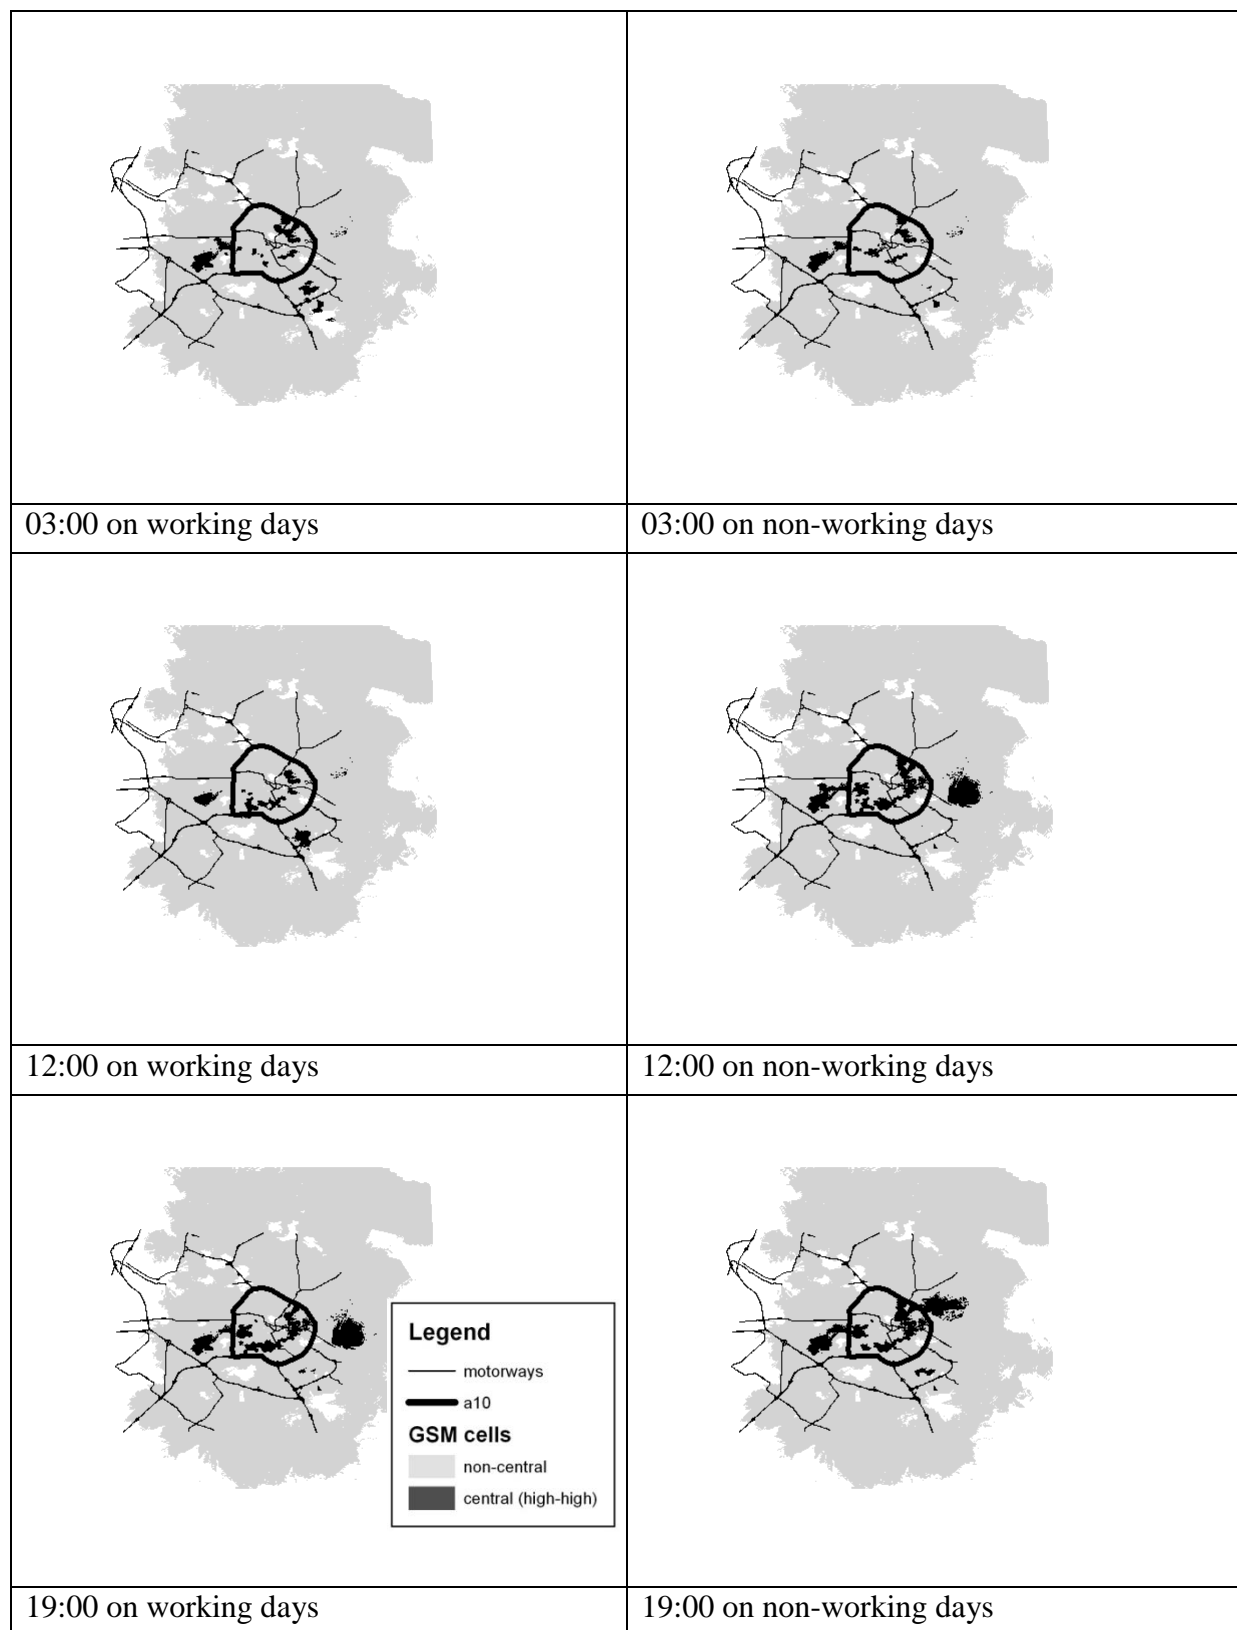 03:00 on working days
03:00 on non-working days
12:00 on working days
12:00 on non-working days
Legend
motorways
a10
GSM cells
non-central
central (high-high)
19:00 on working days
19:00 on non-working days